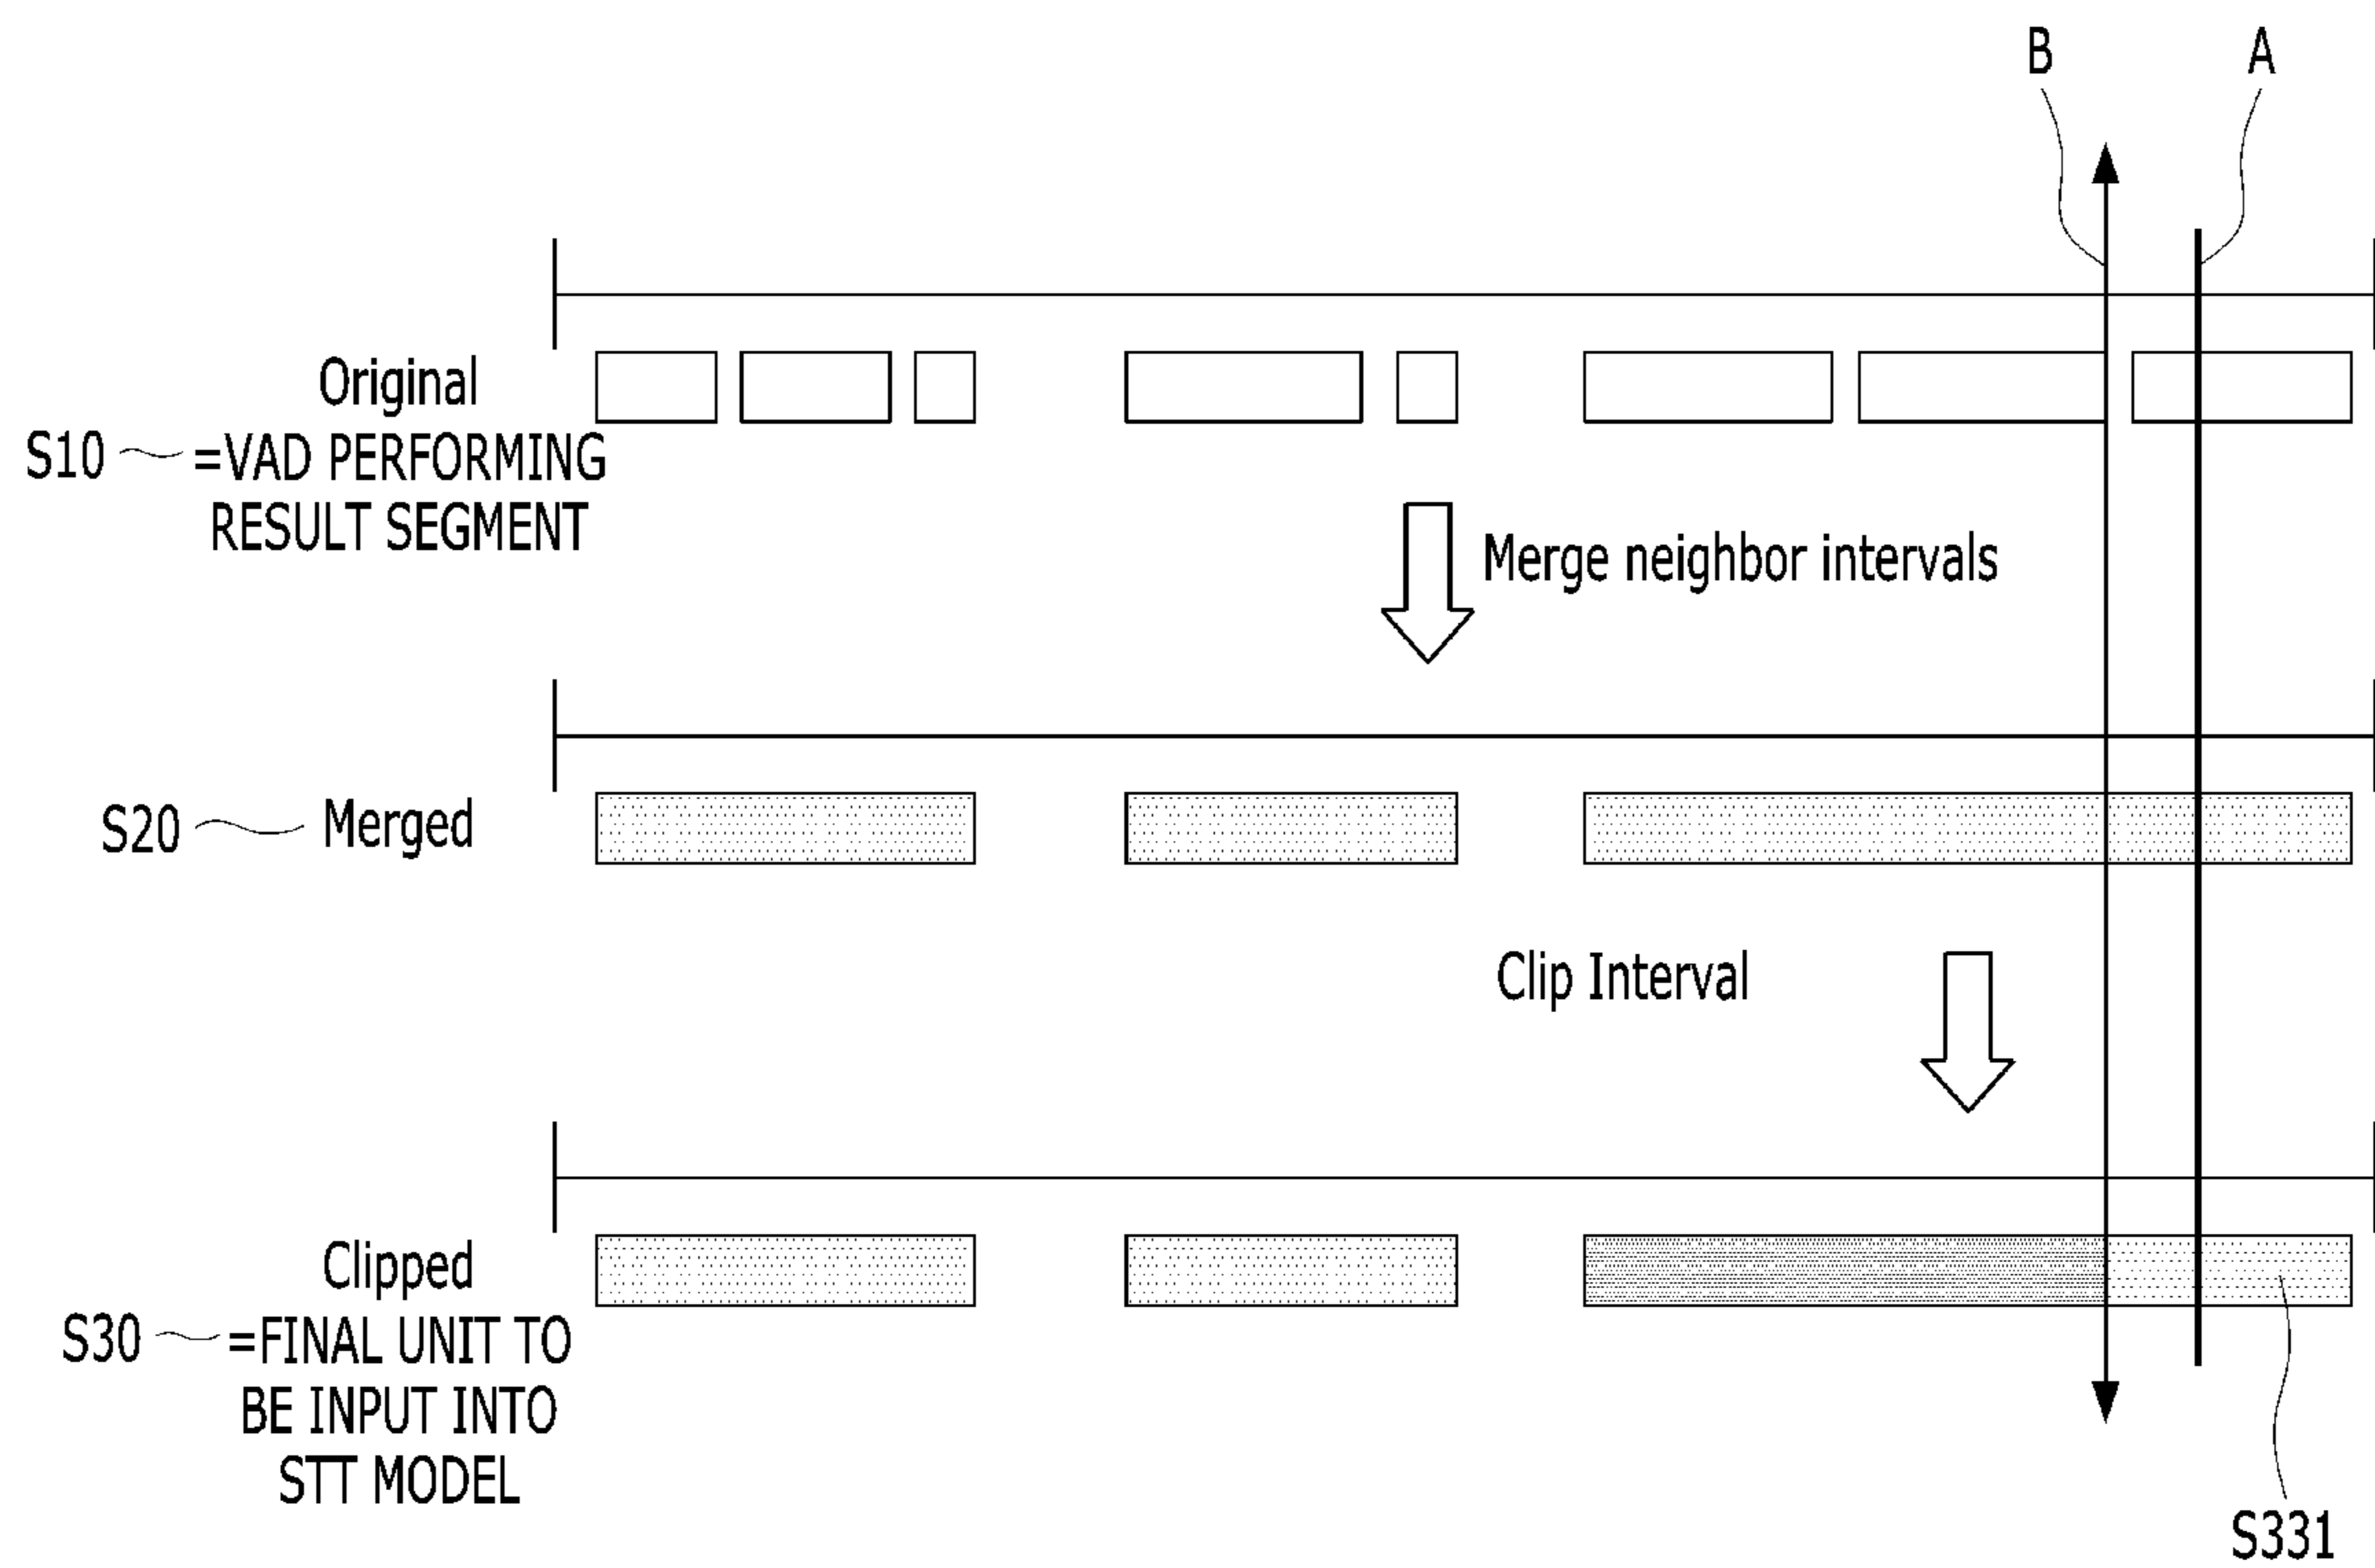 B
A
Original
S10
=VAD PERFORMING
RESULT SEGMENT
Merge neighbor intervals
S20
Merged
Clip Interval
Clipped
S30
=FINAL UNIT TO
BE INPUT INTO
STT MODEL
S331